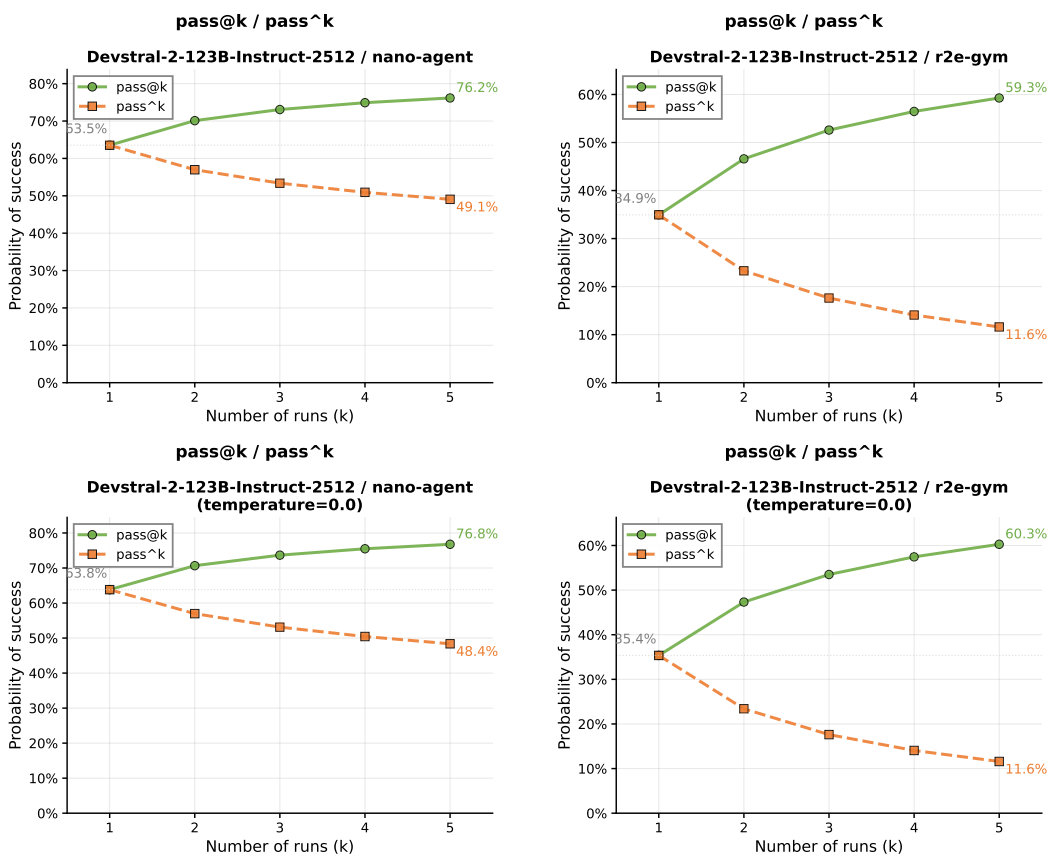 pass@k / pass^k
Devstral-2-123B-Instruct-2512 / nano-agent
pass@k
pass^k
80%
70%
60%
50%
40%
30%
20%
10%
0%
63.5%
76.2%
49.1%
Probability of success
1 2 3 4 5
Number of runs (k)
pass@k / pass^k
Devstral-2-123B-Instruct-2512 / r2e-gym
pass@k
pass^k
60%
50%
40%
30%
20%
10%
0%
34.9%
59.3%
11.6%
Probability of success
1 2 3 4 5
Number of runs (k)
pass@k / pass^k
Devstral-2-123B-Instruct-2512 / nano-agent
(temperature=0.0)
pass@k
pass^k
80%
70%
60%
50%
40%
30%
20%
10%
0%
63.8%
76.8%
48.4%
Probability of success
1 2 3 4 5
Number of runs (k)
pass@k / pass^k
Devstral-2-123B-Instruct-2512 / r2e-gym
(temperature=0.0)
pass@k
pass^k
60%
50%
40%
30%
20%
10%
0%
35.4%
60.3%
11.6%
Probability of success
1 2 3 4 5
Number of runs (k)